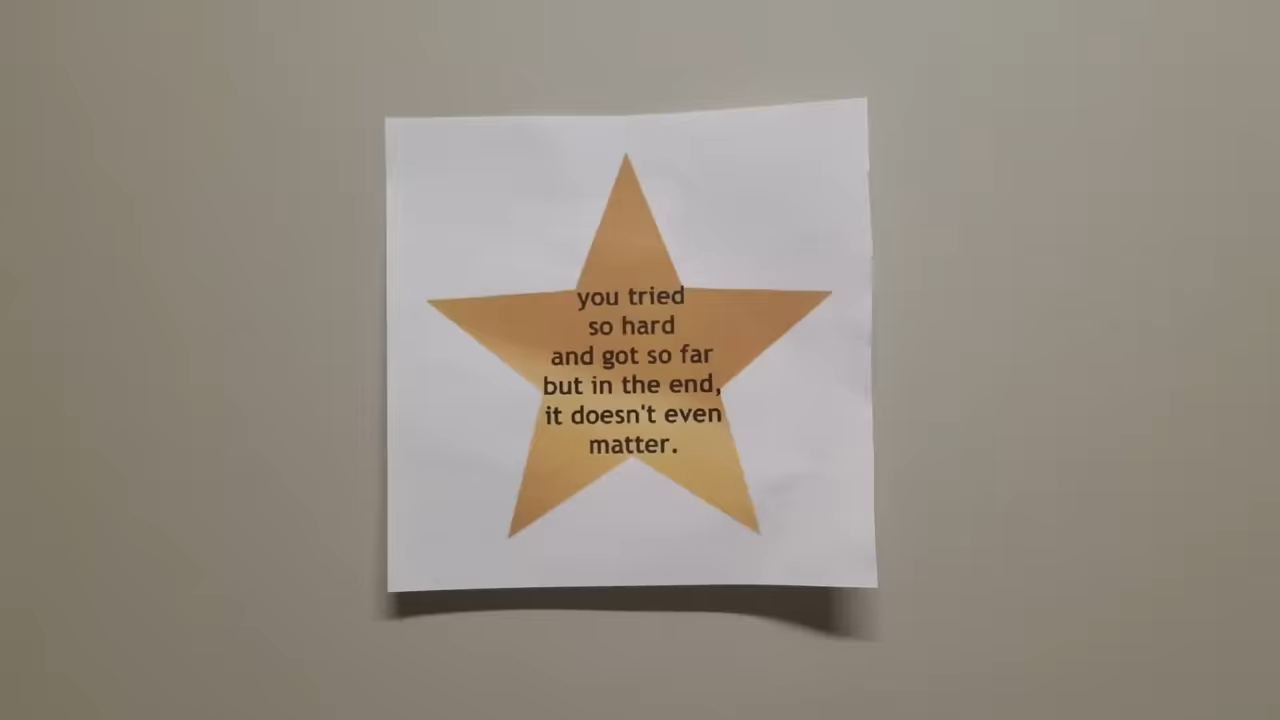 you tried
so hard
and got so far
but in the end,
it doesn't even
matter.